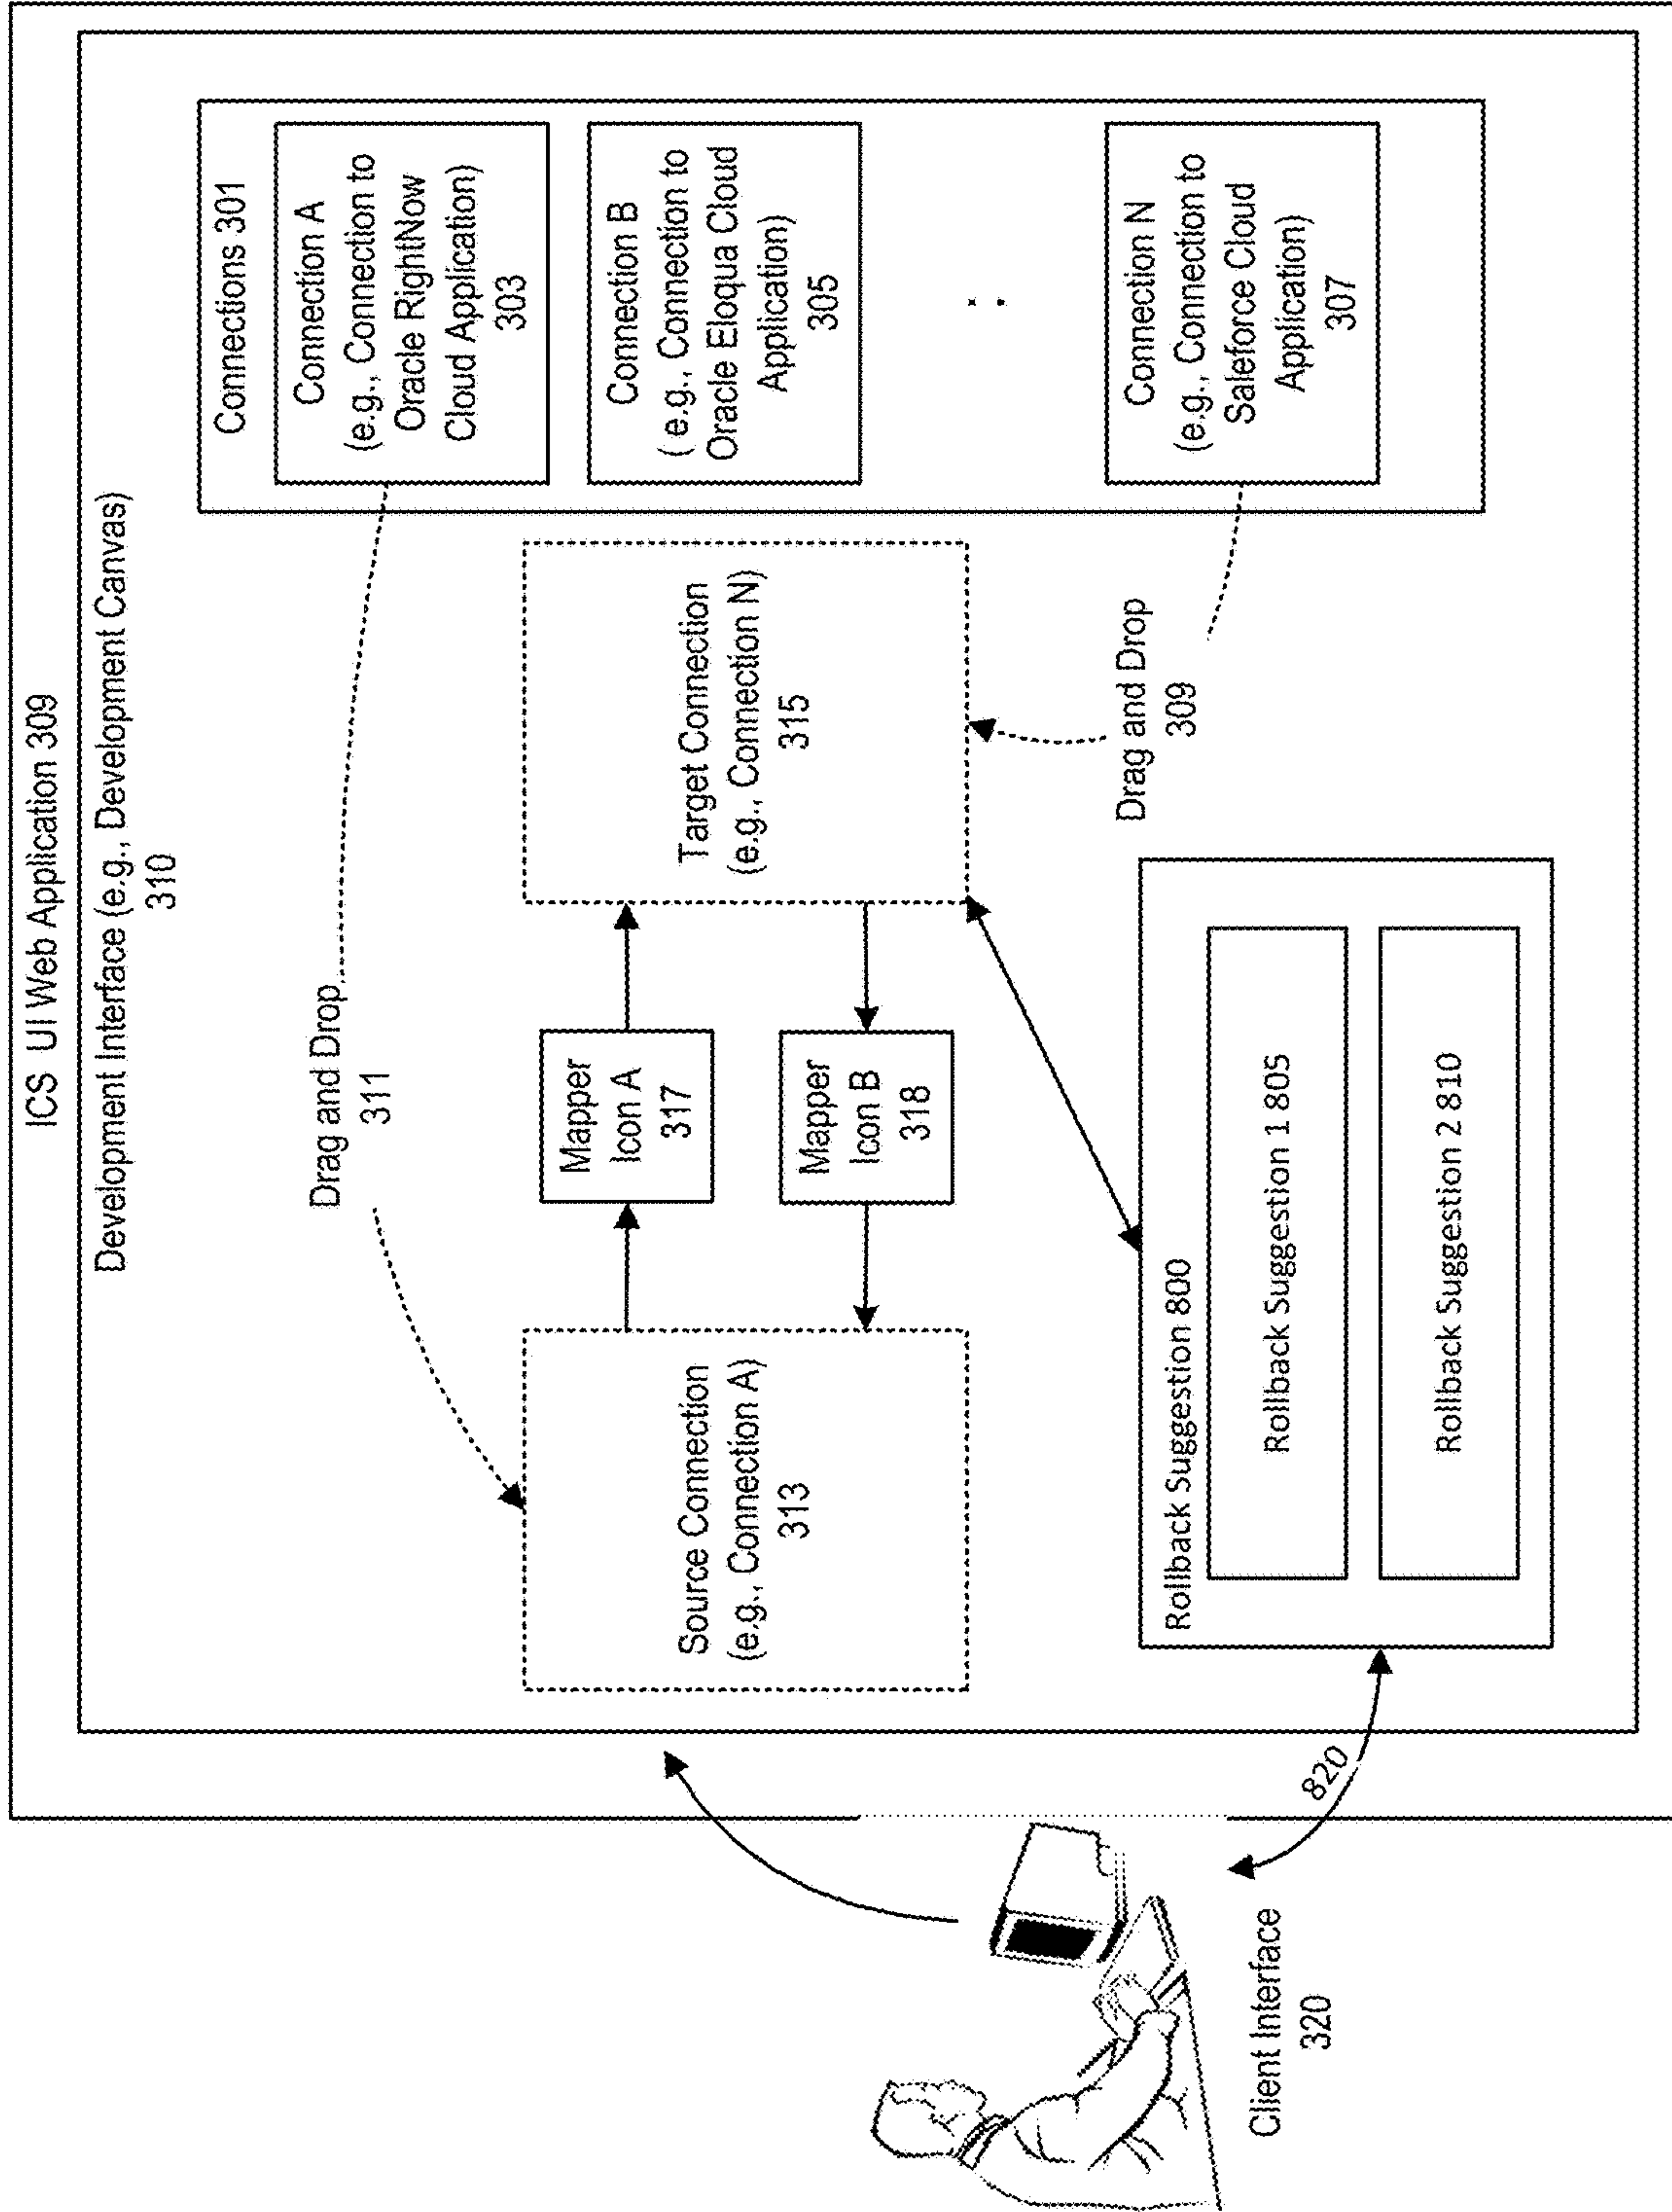 ICS UI Web Application 309
Development Interface (e.g., Development Canvas)
310
Drag and Drop
311
Source Connection
(e.g., Connection A)
313
Mapper
Icon A
317
Mapper
Icon B
318
Target Connection
(e.g., Connection N)
315
Drag and Drop
309
Connections 301
Connection A
(e.g., Connection to
Oracle RightNow
Cloud Application)
303
Connection B
( e.g., Connection to
Oracle Eloqua Cloud
Application)
305
Connection N
(e.g., Connection to
Saleforce Cloud
Application)
307
Rollback Suggestion 800
Rollback Suggestion 1 805
Rollback Suggestion 2 810
820
Client Interface
320